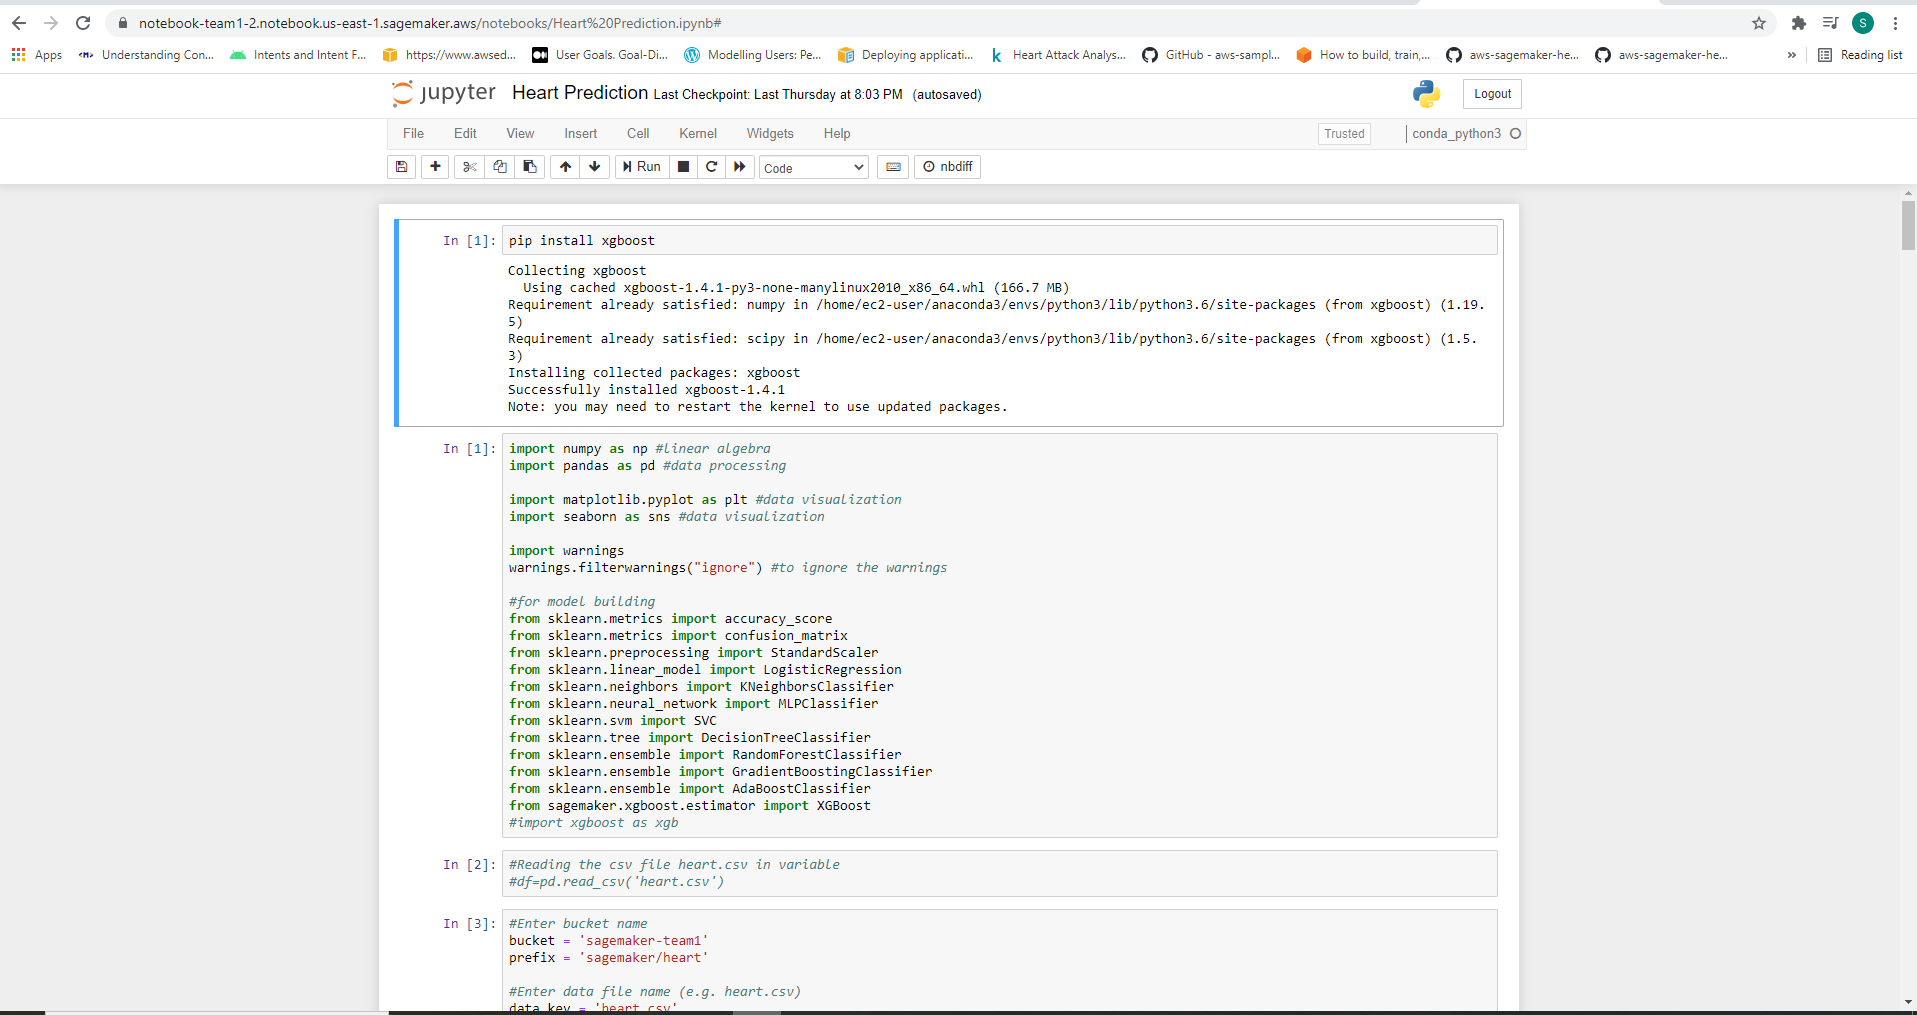 notebook-team1-2.notebook.us-east-1.sagemaker.aws/notebooks/Heart%20Prediction.ipynb#
S
Apps Understanding Con... Intents and Intent F... https://www.awsed... User Goals. Goal-Di... Modelling Users: Pe... Deploying applicati... Heart Attack Analys... GitHub - aws-sampl... How to build, train,... aws-sagemaker-he... aws-sagemaker-he... » Reading list
jupyter Heart Prediction Last Checkpoint: Last Thursday at 8:03 PM (autosaved) Logout
File Edit View Insert Cell Kernel Widgets Help Trusted conda_python3
Run Code nbdiff
In [1]: pip install xgboost
Collecting xgboost
Using cached xgboost-1.4.1-py3-none-manylinux2010_x86_64.whl (166.7 MB)
Requirement already satisfied: numpy in /home/ec2-user/anaconda3/envs/python3/lib/python3.6/site-packages (from xgboost) (1.19.
5)
Requirement already satisfied: scipy in /home/ec2-user/anaconda3/envs/python3/lib/python3.6/site-packages (from xgboost) (1.5.
3)
Installing collected packages: xgboost
Successfully installed xgboost-1.4.1
Note: you may need to restart the kernel to use updated packages.
In [1]: import numpy as np #linear algebra
import pandas as pd #data processing
import matplotlib.pyplot as plt #data visualization
import seaborn as sns #data visualization
import warnings
warnings.filterwarnings("ignore") #to ignore the warnings
#for model building
from sklearn.metrics import accuracy_score
from sklearn.metrics import confusion_matrix
from sklearn.preprocessing import StandardScaler
from sklearn.linear_model import LogisticRegression
from sklearn.neighbors import KNeighborsClassifier
from sklearn.neural_network import MLPClassifier
from sklearn.svm import SVC
from sklearn.tree import DecisionTreeClassifier
from sklearn.ensemble import RandomForestClassifier
from sklearn.ensemble import GradientBoostingClassifier
from sklearn.ensemble import AdaBoostClassifier
from sagemaker.xgboost.estimator import XGBoost
#import xgboost as xgb
In [2]: #Reading the csv file heart.csv in variable
#df=pd.read_csv('heart.csv')
In [3]: #Enter bucket name
bucket = 'sagemaker-team1'
prefix = 'sagemaker/heart'
#Enter data file name (e.g. heart.csv)
data_key = 'heart.csv'